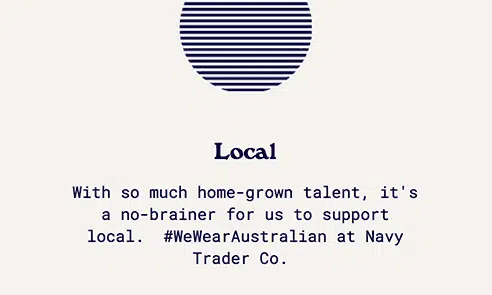 Local
With so much home-grown talent, it's
a no-brainer for us to support
local.  #WeWearAustralian at Navy
Trader Co.